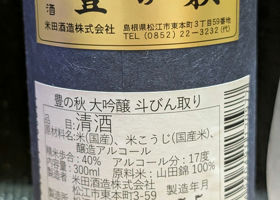 豊の秋
酒
米田酒造株式会社
島根県松江市東本町3丁目59番地
TEL (0852) 22-3232 (代)
豊の秋 大吟醸 斗びん取り
品目:清酒
原材料名:米(国産)、米こうじ(国産米)、
醸造アルコール
精米歩合:40% アルコール分:17度
内容量:300ml 原料米:山田錦100%
製造者:米田酒造株式会社 製造年月
松江市東本町3-59